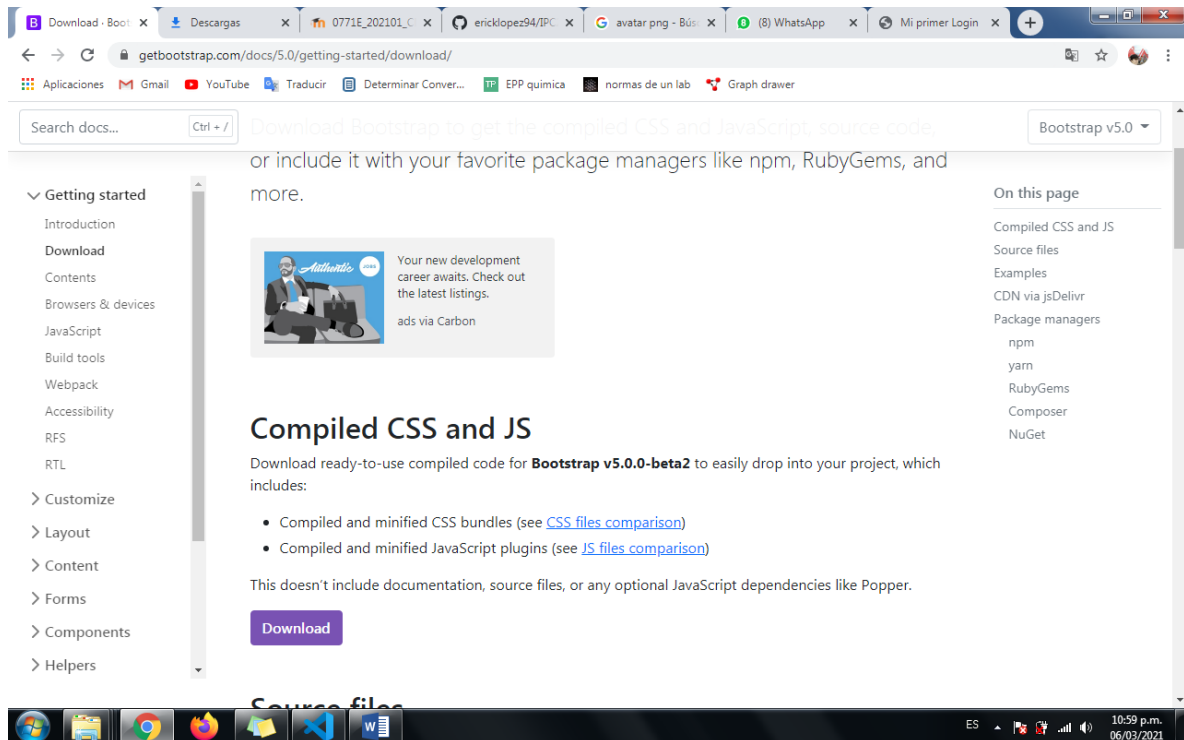 Download · Boot
Descargas
0771E_202101_C
ericklopez94/IPC
avatar png - Bús
(8) WhatsApp
Mi primer Login
getbootstrap.com/docs/5.0/getting-started/download/
Aplicaciones
Gmail
YouTube
Traducir
Determinar Conver...
EPP quimica
normas de un lab
Graph drawer
Search docs...
Ctrl + /
Download Bootstrap to get the compiled CSS and JavaScript, source code,
or include it with your favorite package managers like npm, RubyGems, and
more.
Bootstrap v5.0
Getting started
Introduction
Download
Contents
Browsers & devices
JavaScript
Build tools
Webpack
Accessibility
RFS
RTL
Customize
Layout
Content
Forms
Components
Helpers
Authentic JOBS
Your new development
career awaits. Check out
the latest listings.
ads via Carbon
Compiled CSS and JS
Download ready-to-use compiled code for Bootstrap v5.0.0-beta2 to easily drop into your project, which
includes:
Compiled and minified CSS bundles (see CSS files comparison)
Compiled and minified JavaScript plugins (see JS files comparison)
This doesn't include documentation, source files, or any optional JavaScript dependencies like Popper.
Download
Source files
On this page
Compiled CSS and JS
Source files
Examples
CDN via jsDelivr
Package managers
npm
yarn
RubyGems
Composer
NuGet
ES
10:59 p.m.
06/03/2021